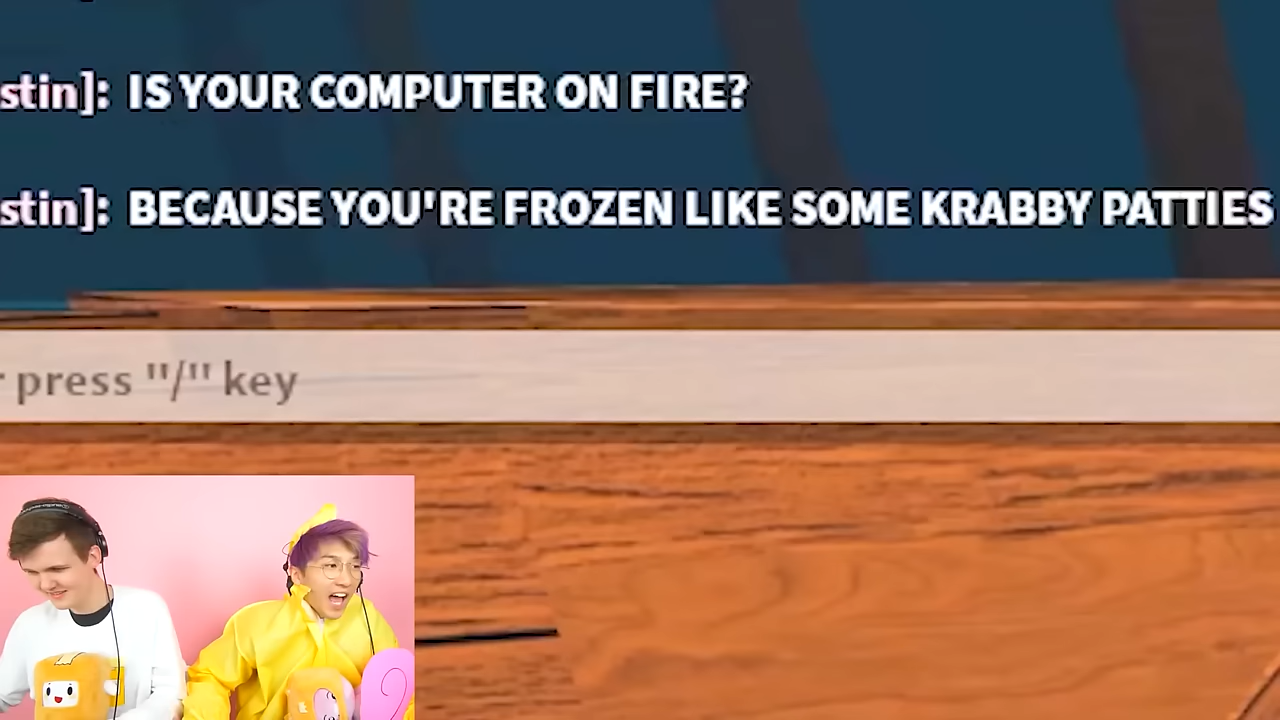 stin]: IS YOUR COMPUTER ON FIRE?
stin]: BECAUSE YOU'RE FROZEN LIKE SOME KRABBY PATTIES
press "/" key